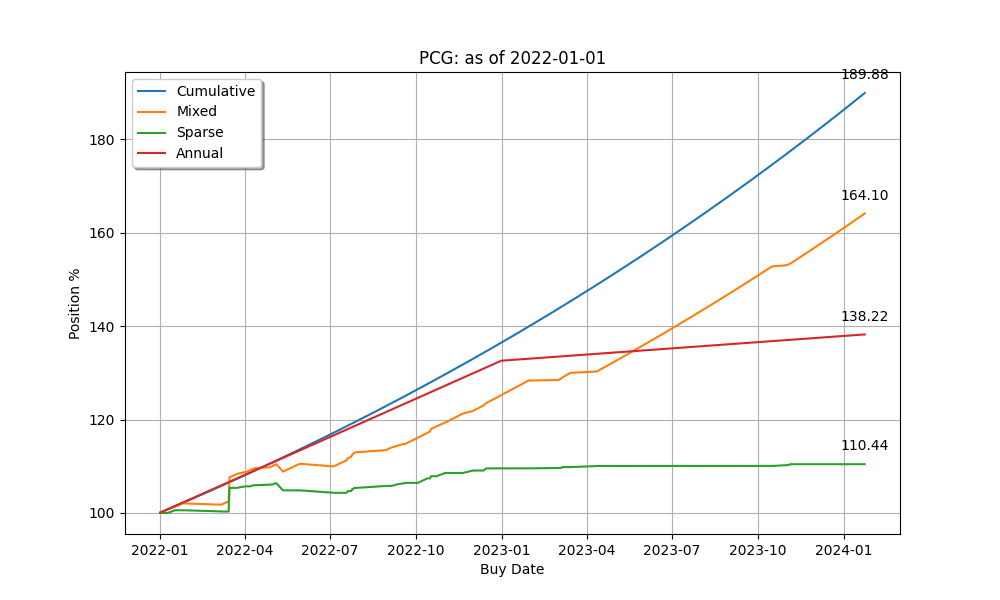 PCG: as of 2022-01-01
189.88
Cumulative
Mixed
Sparse
Annual
180
164.10
160
Position %
140
138.22
120
110.44
100
2022-01 2022-04 2022-07 2022-10 2023-01 2023-04 2023-07 2023-10 2024-01
Buy Date